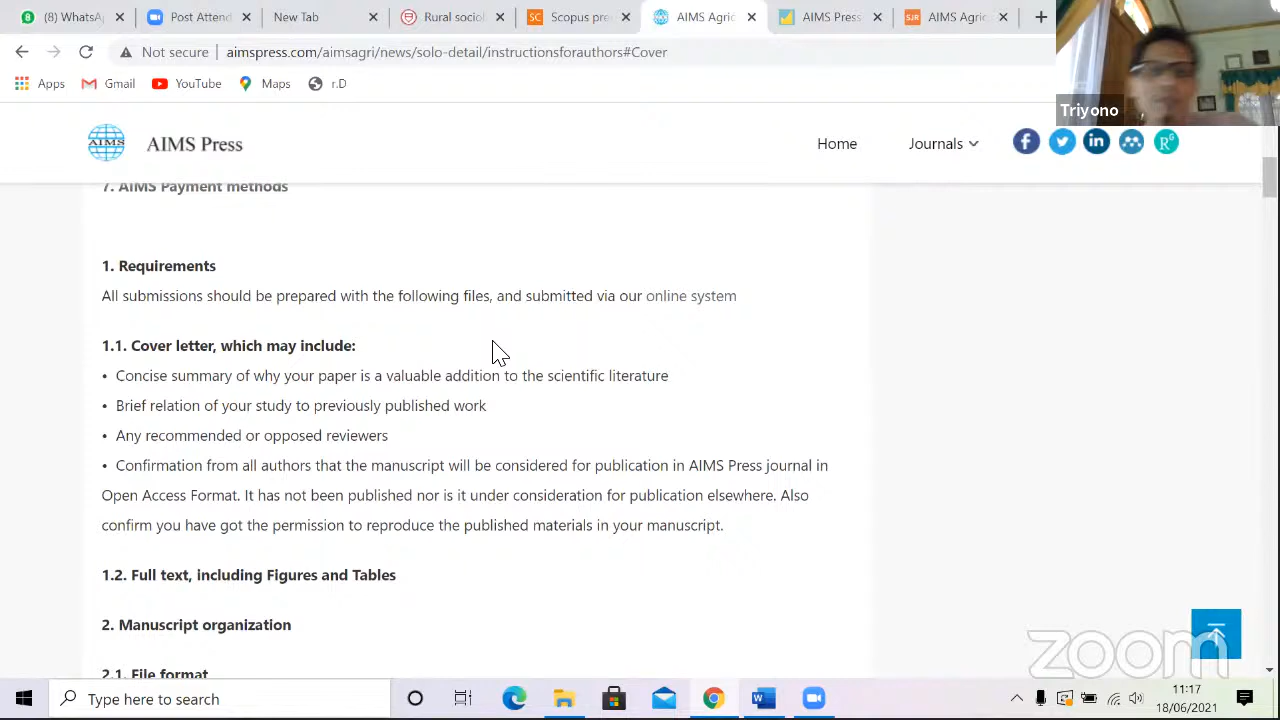 (8) WhatsA
Post Attend
New Tab
Rural sociol
Scopus pre
AIMS Agric
AIMS Press
AIMS Agric
Not secure
aimspress.com/aimsagri/news/solo-detail/instructionsforauthors#Cover
Apps
Gmail
YouTube
Maps
r.D
Triyono
AIMS
AIMS Press
Home
Journals
7. AIMS Payment methods
1. Requirements
All submissions should be prepared with the following files, and submitted via our online system
1.1. Cover letter, which may include:
• Concise summary of why your paper is a valuable addition to the scientific literature
• Brief relation of your study to previously published work
• Any recommended or opposed reviewers
• Confirmation from all authors that the manuscript will be considered for publication in AIMS Press journal in
Open Access Format. It has not been published nor is it under consideration for publication elsewhere. Also
confirm you have got the permission to reproduce the published materials in your manuscript.
1.2. Full text, including Figures and Tables
2. Manuscript organization
2.1. File format
zoom
Type here to search
11:17
18/06/2021